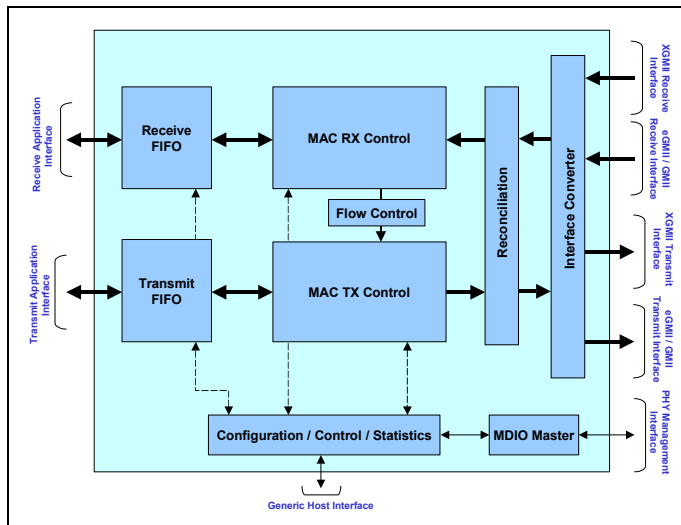 Receive Application
Interface
Receive
FIFO
MAC RX Control
Flow Control
Transmit Application
Interface
Transmit
FIFO
MAC TX Control
Reconciliation
Interface Converter
XGMII Receive
Interface
eGMII / GMII
Receive Interface
XGMII Transmit
Interface
eGMII / GMII
Transmit Interface
Configuration / Control / Statistics
MDIO Master
PHY Management
Interface
Generic Host Interface